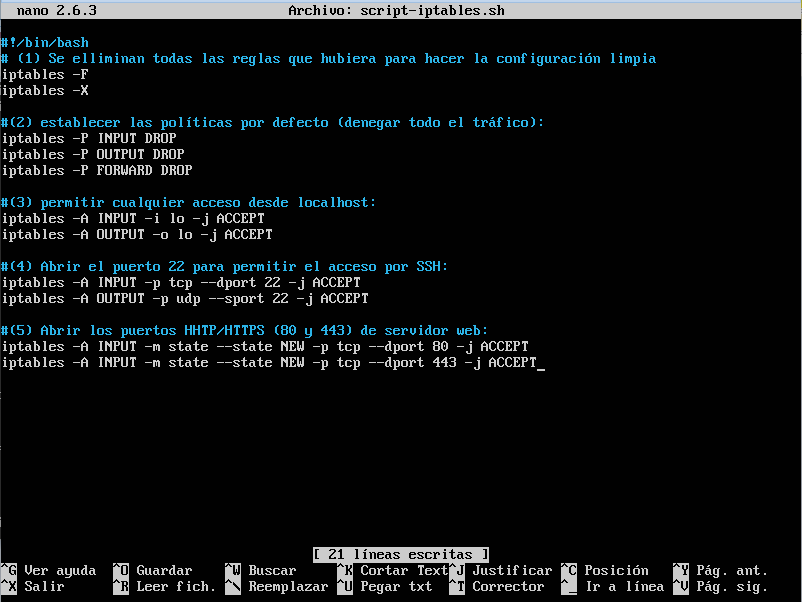 nano 2.6.3 Archivo: script-iptables.sh
#!/bin/bash
# (1) Se elliminan todas las reglas que hubiera para hacer la configuración limpia
iptables -F
iptables -X
#(2) establecer las políticas por defecto (denegar todo el tráfico):
iptables -P INPUT DROP
iptables -P OUTPUT DROP
iptables -P FORWARD DROP
#(3) permitir cualquier acceso desde localhost:
iptables -A INPUT -i lo -j ACCEPT
iptables -A OUTPUT -o lo -j ACCEPT
#(4) Abrir el puerto 22 para permitir el acceso por SSH:
iptables -A INPUT -p tcp --dport 22 -j ACCEPT
iptables -A OUTPUT -p udp --sport 22 -j ACCEPT
#(5) Abrir los puertos HHTP/HTTPS (80 y 443) de servidor web:
iptables -A INPUT -m state --state NEW -p tcp --dport 80 -j ACCEPT
iptables -A INPUT -m state --state NEW -p tcp --dport 443 -j ACCEPT_
[ 21 líneas escritas ]
^G Ver ayuda ^O Guardar ^W Buscar ^K Cortar Text ^J Justificar ^C Posición ^Y Pág. ant.
^X Salir ^R Leer fich. ^\ Reemplazar ^U Pegar txt ^T Corrector ^_ Ir a línea ^V Pág. sig.